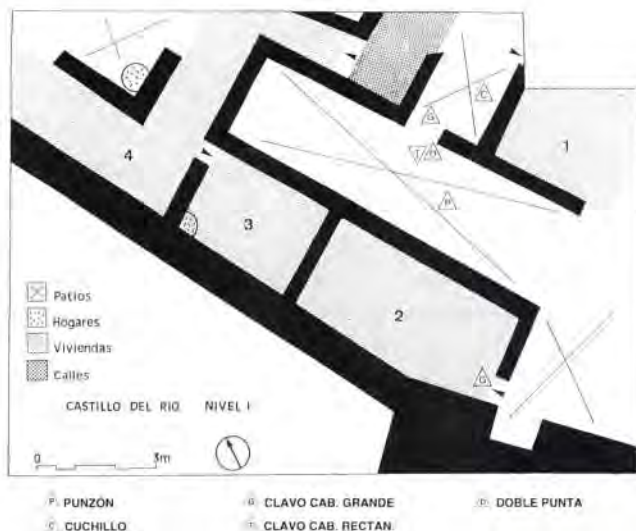 C
G
T D
P
1
4
3
2
G
Patios
Hogares
Viviendas
Calles
CASTILLO DEL RIO NIVEL I
0 3m
P PUNZÓN G CLAVO CAB. GRANDE D DOBLE PUNTA
C CUCHILLO T CLAVO CAB. RECTAN.